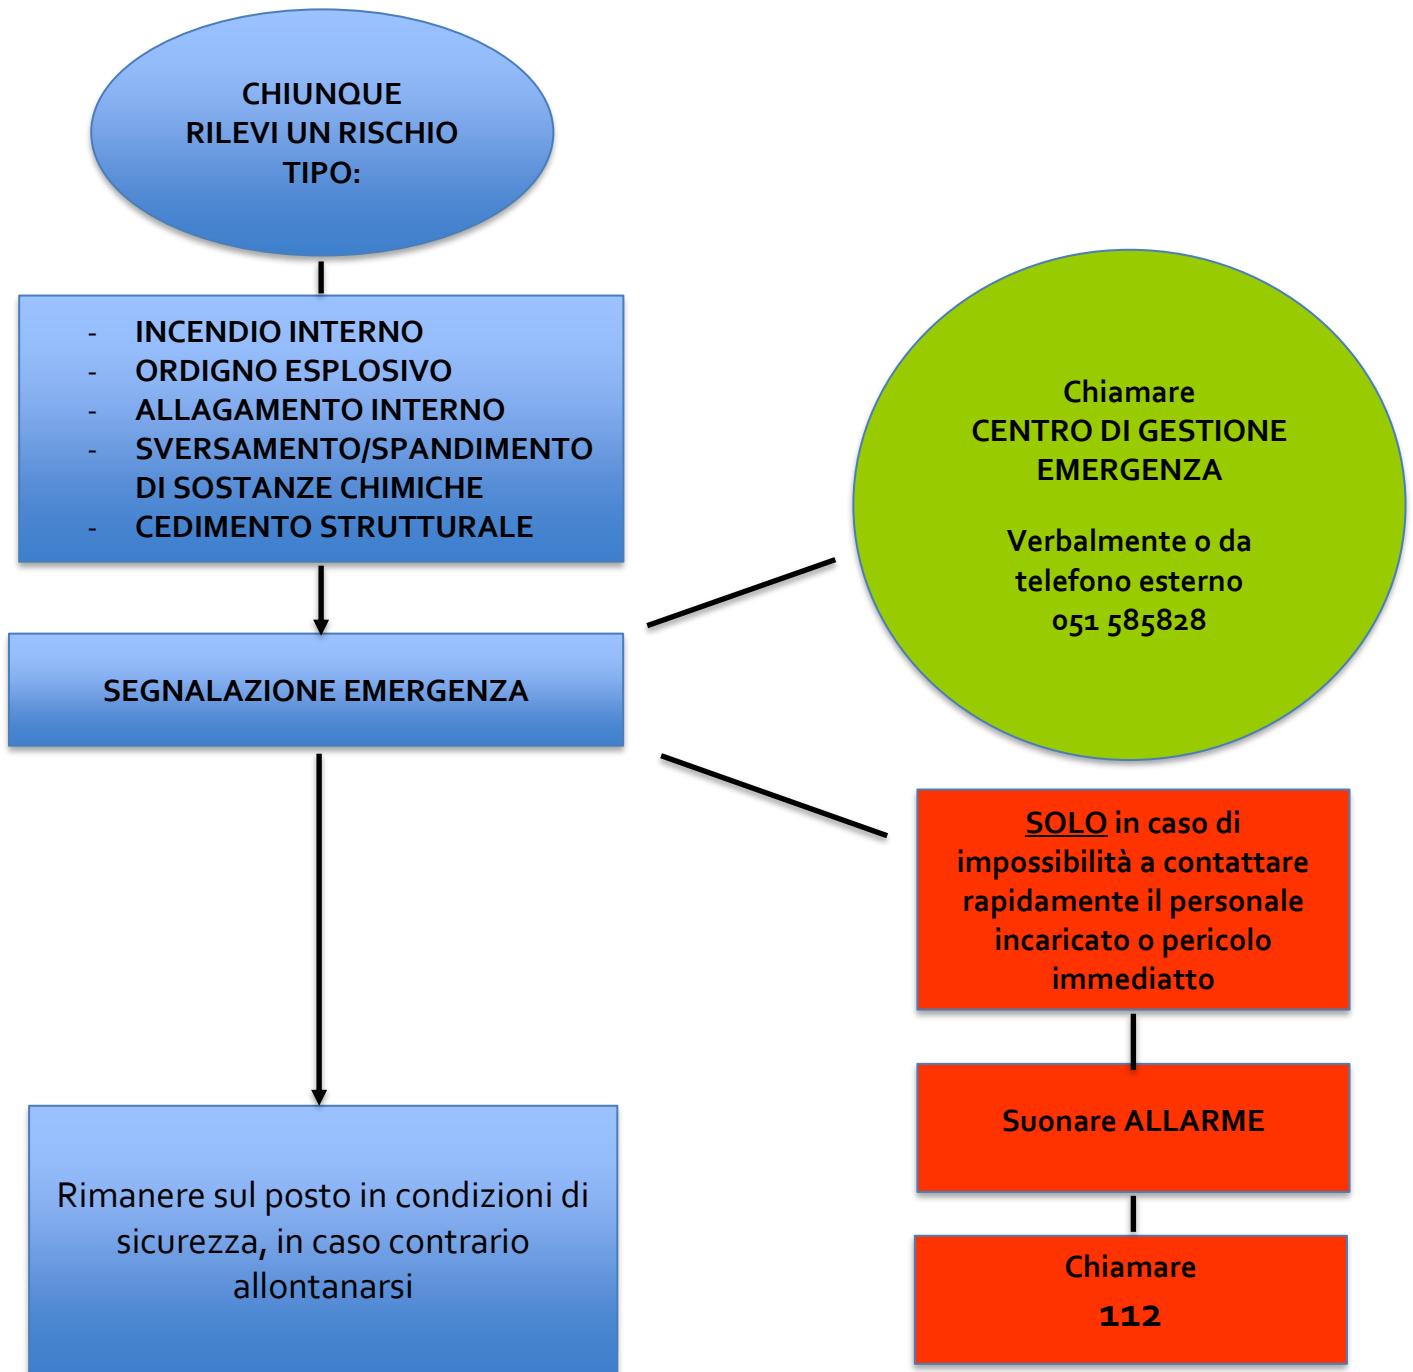 CHIUNQUE
RILEVI UN RISCHIO
TIPO:
- INCENDIO INTERNO
- ORDIGNO ESPLOSIVO
- ALLAGAMENTO INTERNO
- SVERSAMENTO/SPANDIMENTO
DI SOSTANZE CHIMICHE
- CEDIMENTO STRUTTURALE
SEGNALAZIONE EMERGENZA
Chiamare
CENTRO DI GESTIONE
EMERGENZA
Verbalmente o da
telefono esterno
051 585828
SOLO in caso di
impossibilità a contattare
rapidamente il personale
incaricato o pericolo
immediatto
Suonare ALLARME
Chiamare
112
Rimanere sul posto in condizioni di
sicurezza, in caso contrario
allontanarsi